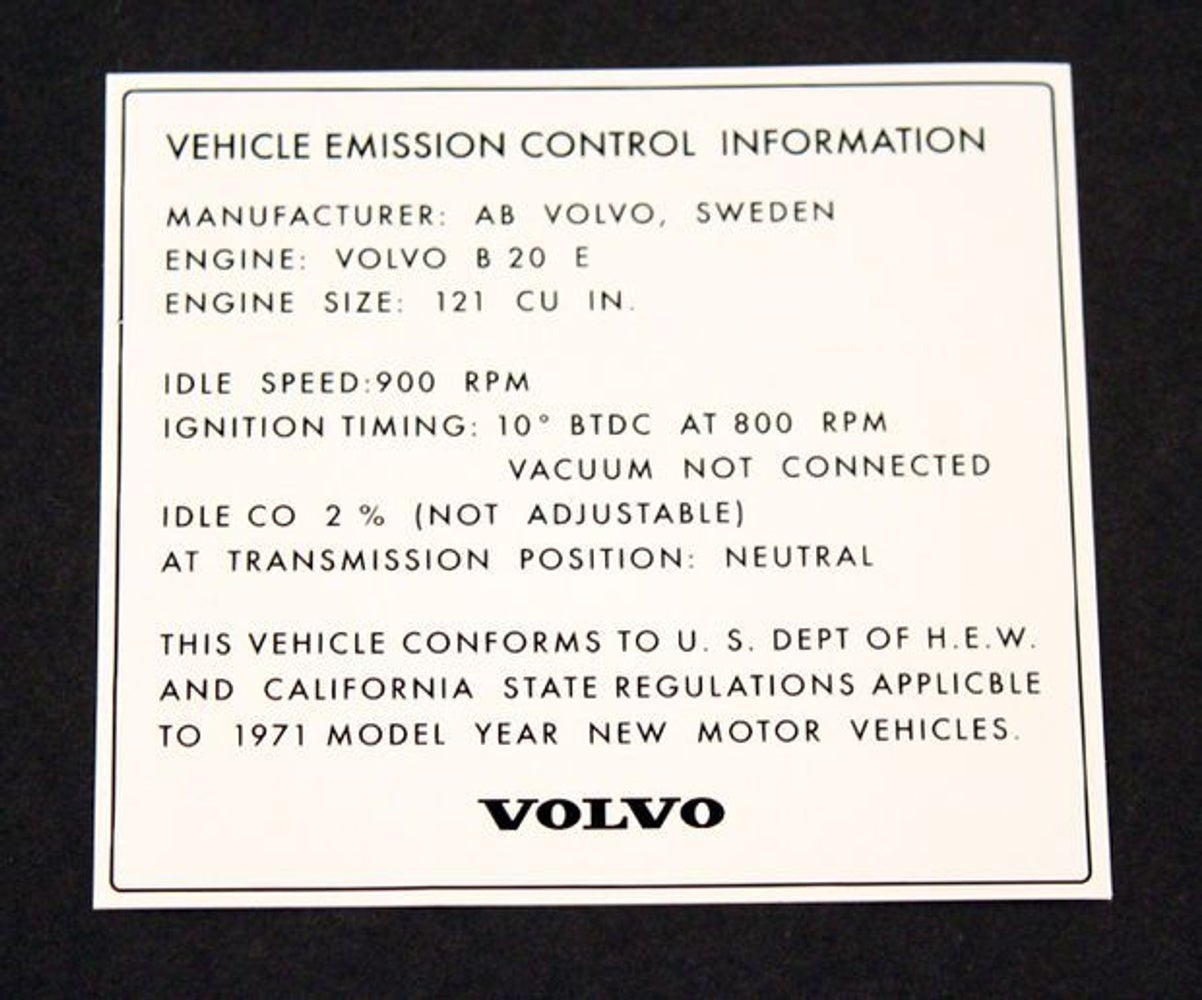 VEHICLE EMISSION CONTROL INFORMATION
MANUFACTURER: AB VOLVO, SWEDEN
ENGINE: VOLVO B 20 E
ENGINE SIZE: 121 CU IN.
IDLE SPEED:900 RPM
IGNITION TIMING: 10° BTDC AT 800 RPM
VACUUM NOT CONNECTED
IDLE CO 2 % (NOT ADJUSTABLE)
AT TRANSMISSION POSITION: NEUTRAL
THIS VEHICLE CONFORMS TO U. S. DEPT OF H.E.W.
AND CALIFORNIA STATE REGULATIONS APPLICBLE
TO 1971 MODEL YEAR NEW MOTOR VEHICLES.
VOLVO